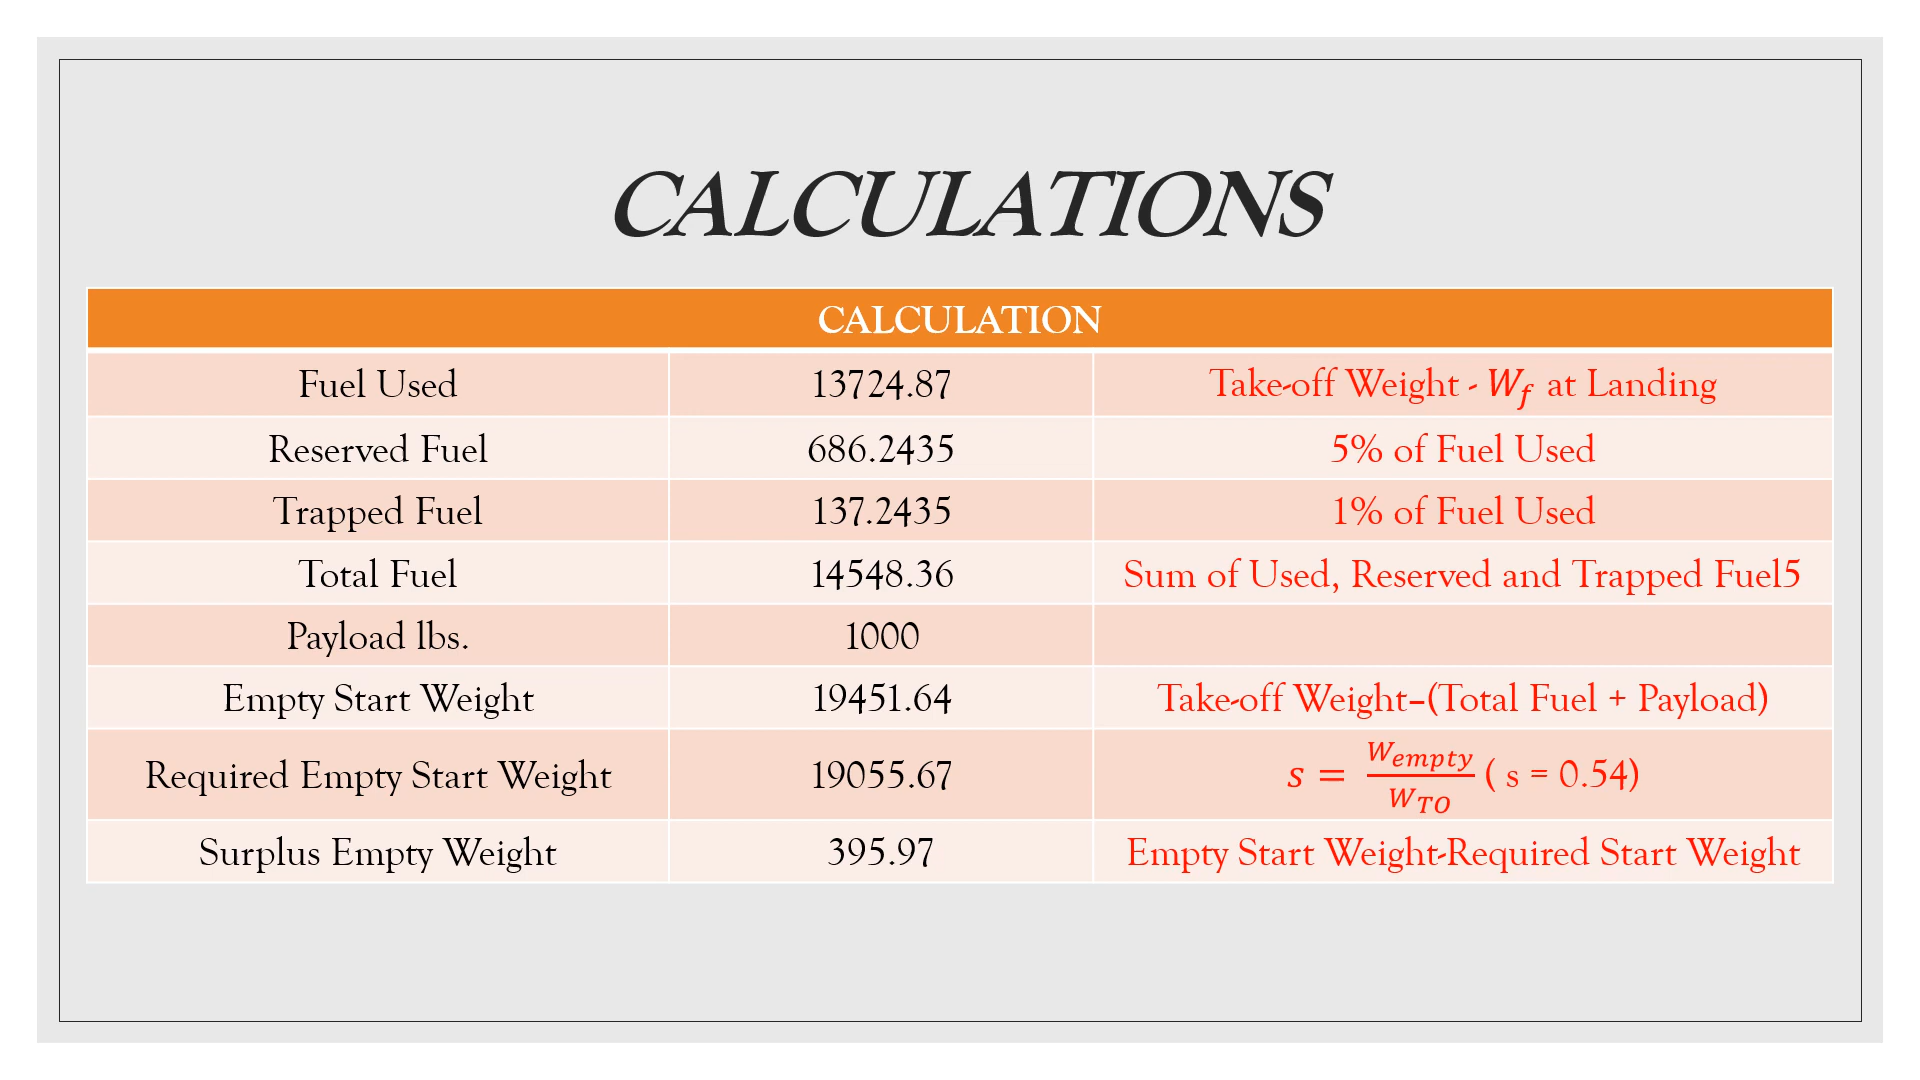 CALCULATIONS
CALCULATION
Fuel Used 13724.87 Take-off Weight - W_f at Landing
Reserved Fuel 686.2435 5% of Fuel Used
Trapped Fuel 137.2435 1% of Fuel Used
Total Fuel 14548.36 Sum of Used, Reserved and Trapped Fuel5
Payload lbs. 1000
Empty Start Weight 19451.64 Take-off Weight–(Total Fuel + Payload)
Required Empty Start Weight 19055.67 s = W_empty/W_TO ( s = 0.54)
Surplus Empty Weight 395.97 Empty Start Weight-Required Start Weight